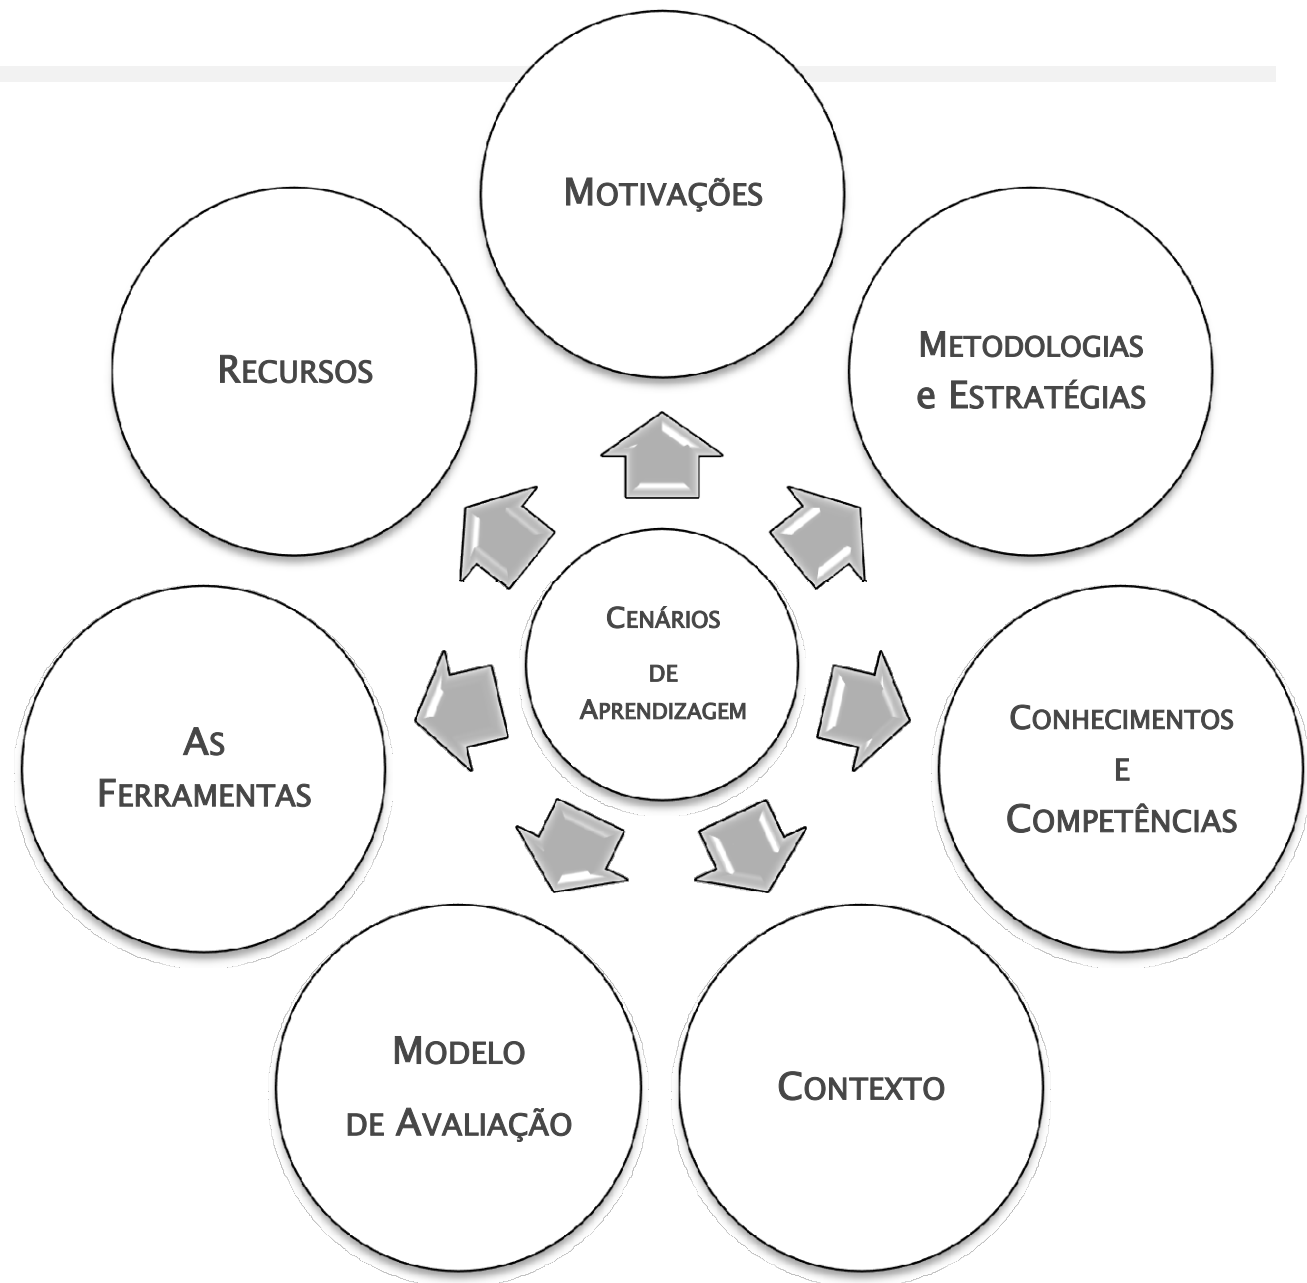 MOTIVAÇÕES
METODOLOGIAS
e ESTRATÉGIAS
CONHECIMENTOS
E
COMPETÊNCIAS
CONTEXTO
MODELO
DE AVALIAÇÃO
AS
FERRAMENTAS
RECURSOS
CENÁRIOS
DE
APRENDIZAGEM